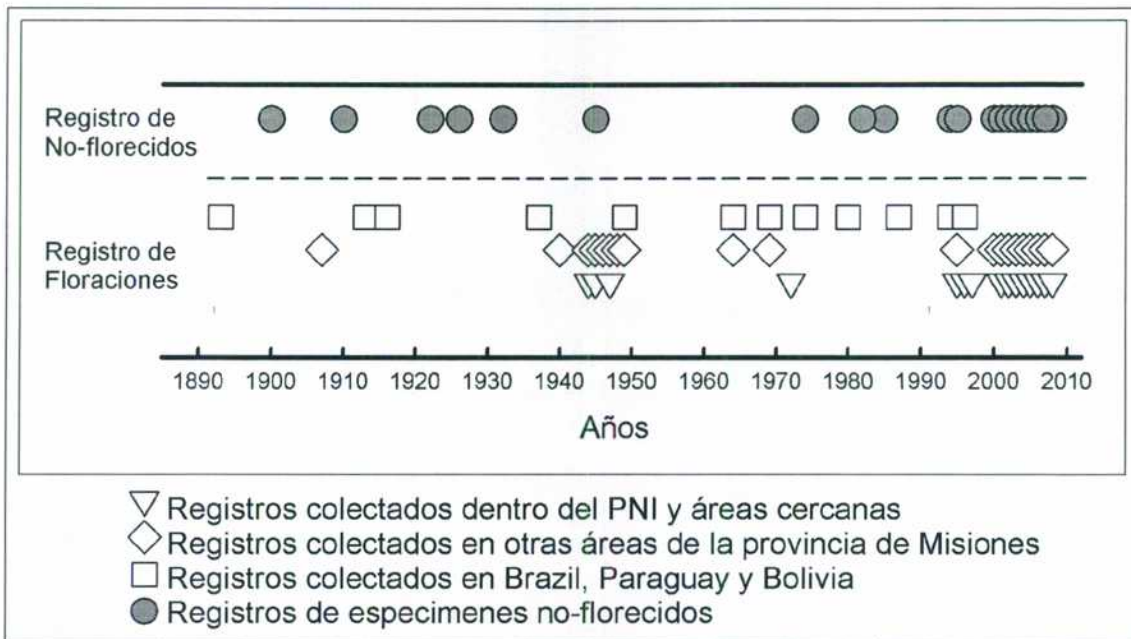 Registro de
No-florecidos
Registro de
Floraciones
1890 1900 1910 1920 1930 1940 1950 1960 1970 1980 1990 2000 2010
Años
Registros colectados dentro del PNI y áreas cercanas
Registros colectados en otras áreas de la provincia de Misiones
Registros colectados en Brazil, Paraguay y Bolivia
Registros de especimenes no-florecidos